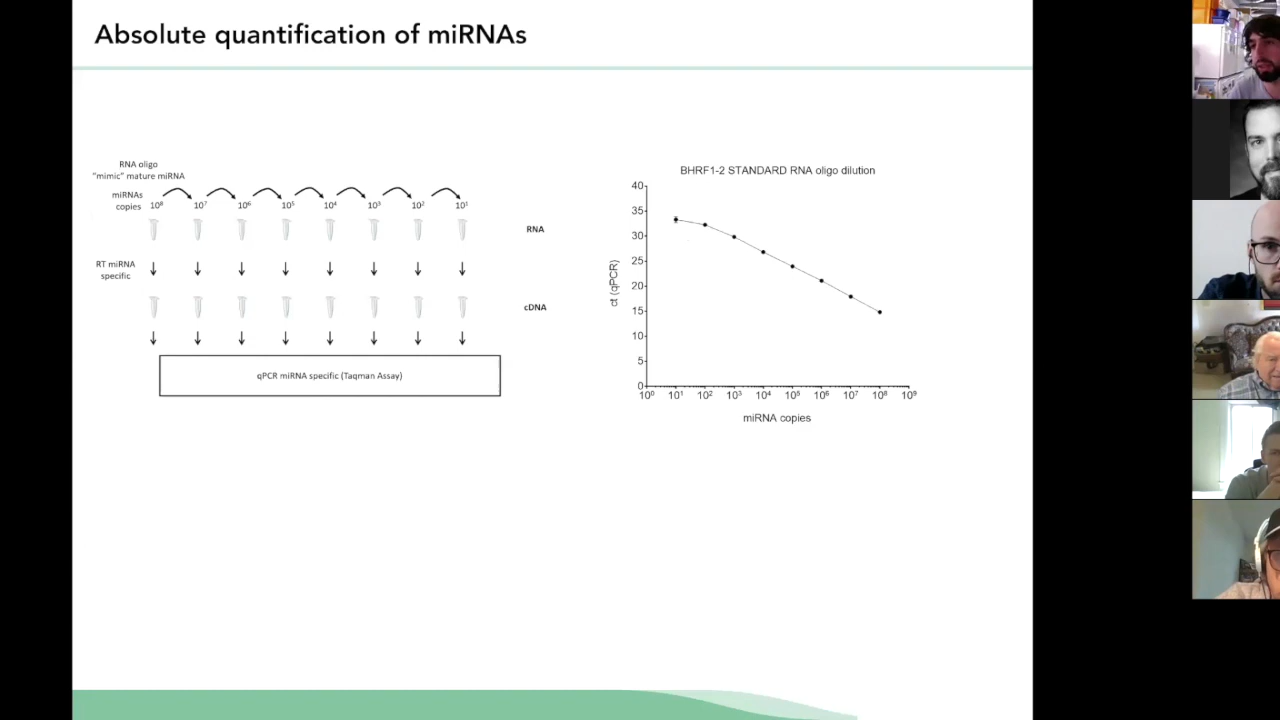 Absolute quantification of miRNAs
RNA oligo
"mimic" mature miRNA
miRNAs
copies
10⁸ 10⁷ 10⁶ 10⁵ 10⁴ 10³ 10² 10¹
RNA
RT miRNA
specific
cDNA
qPCR miRNA specific (Taqman Assay)
BHRF1-2 STANDARD RNA oligo dilution
ct (qPCR)
40
35
30
25
20
15
10
5
0
10⁰ 10¹ 10² 10³ 10⁴ 10⁵ 10⁶ 10⁷ 10⁸ 10⁹
miRNA copies